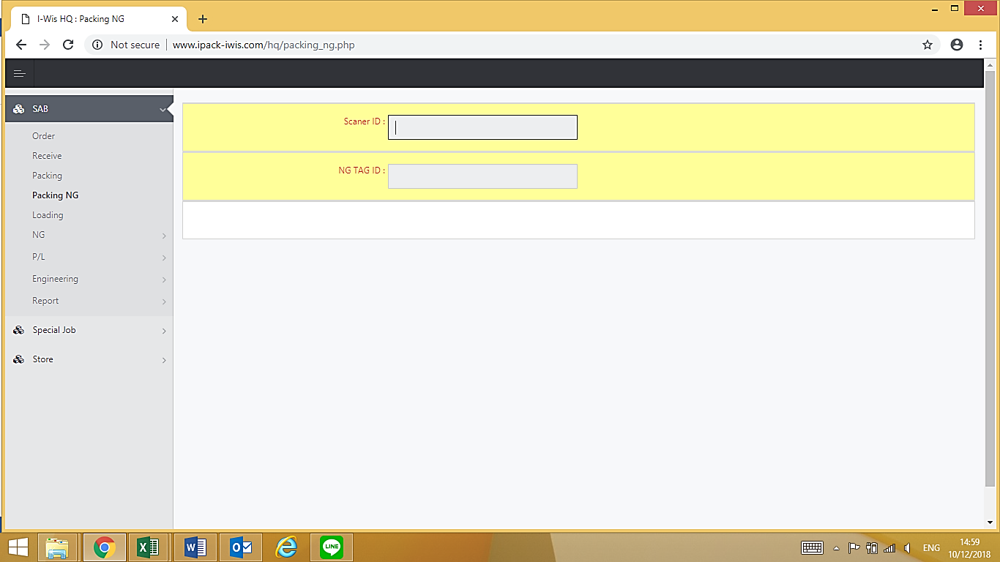 I-Wis HQ : Packing NG
Not secure
www.ipack-iwis.com/hq/packing_ng.php
SAB
Order
Receive
Packing
Packing NG
Loading
NG
P/L
Engineering
Report
Special Job
Store
Scaner ID :
NG TAG ID :
LINE
ENG
14:59
10/12/2018